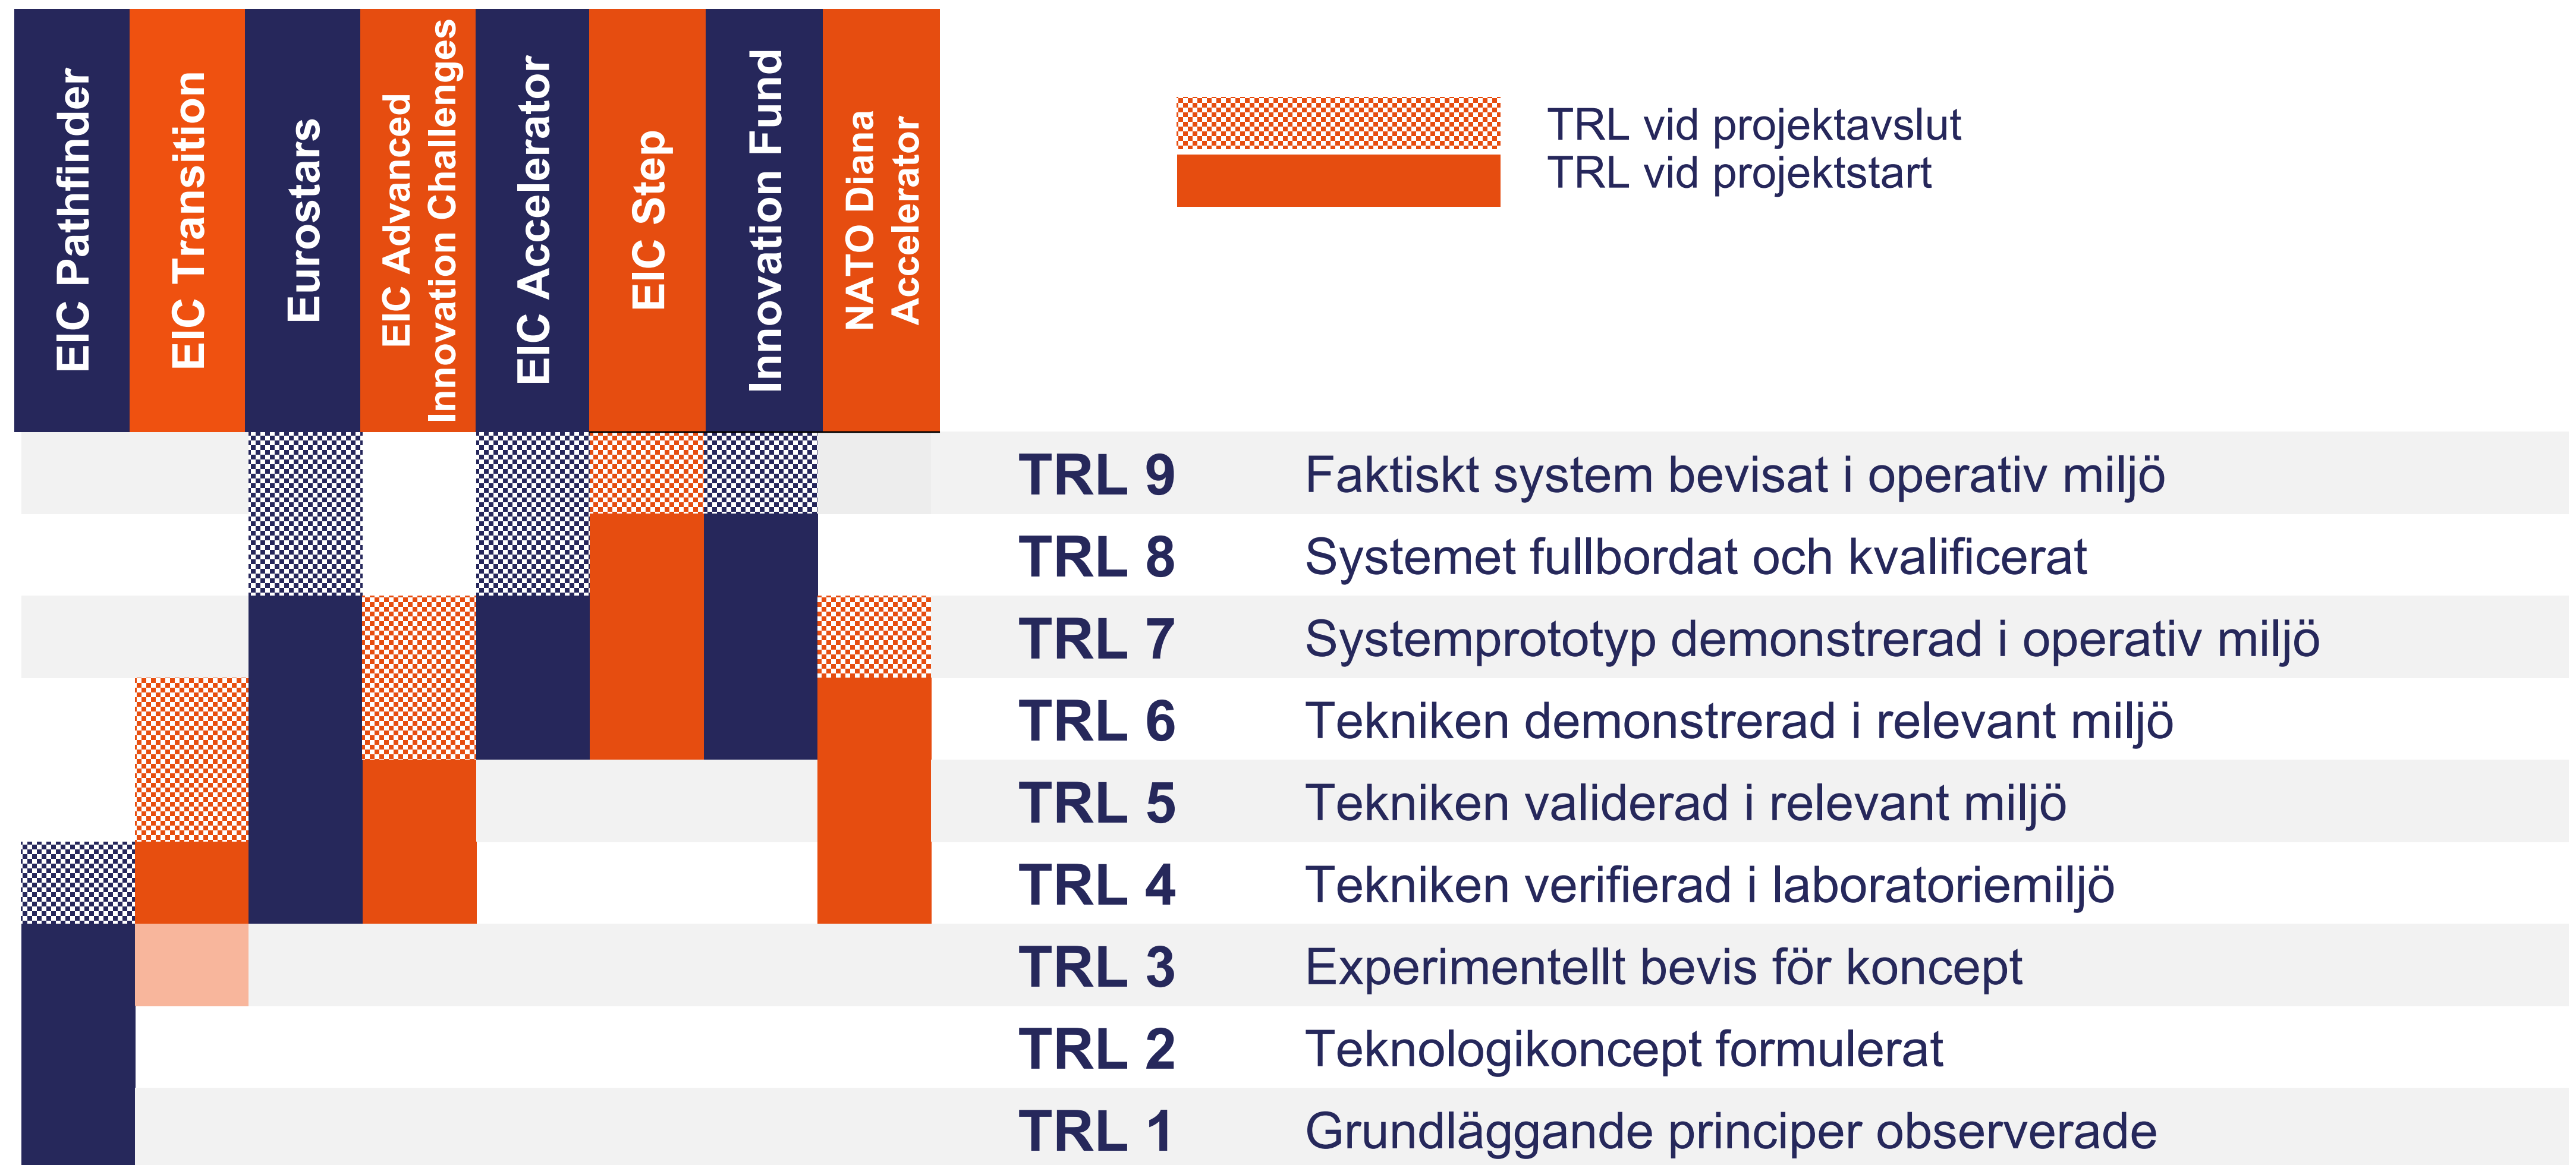 EIC Pathfinder
EIC Transition
Eurostars
EIC Advanced
Innovation Challenges
EIC Accelerator
EIC Step
Innovation Fund
NATO Diana
Accelerator
TRL vid projektavslut
TRL vid projektstart
TRL 9 Faktiskt system bevisat i operativ miljö
TRL 8 Systemet fullbordat och kvalificerat
TRL 7 Systemprototyp demonstrerad i operativ miljö
TRL 6 Tekniken demonstrerad i relevant miljö
TRL 5 Tekniken validerad i relevant miljö
TRL 4 Tekniken verifierad i laboratoriemiljö
TRL 3 Experimentellt bevis för koncept
TRL 2 Teknologikoncept formulerat
TRL 1 Grundläggande principer observerade